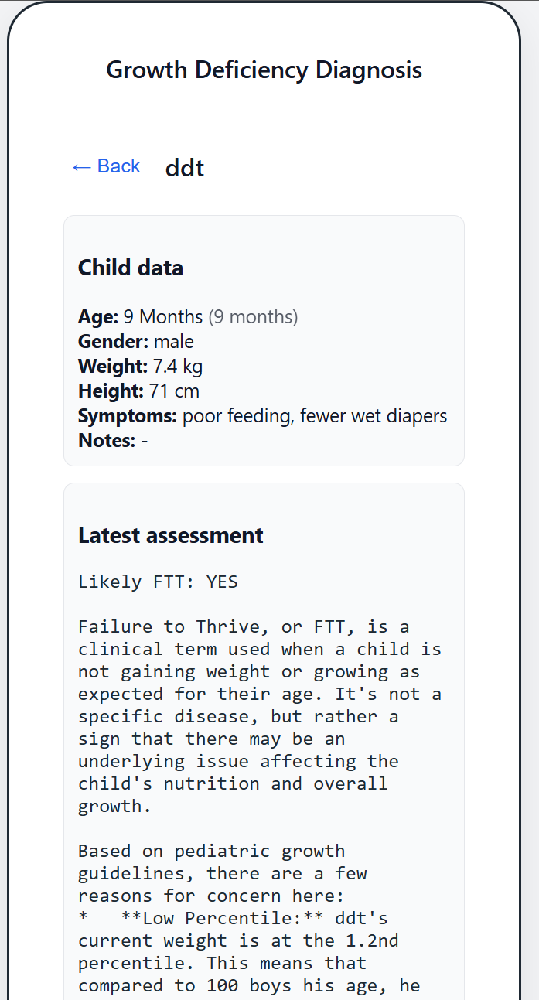 Growth Deficiency Diagnosis
← Back ddt
Child data
Age: 9 Months (9 months)
Gender: male
Weight: 7.4 kg
Height: 71 cm
Symptoms: poor feeding, fewer wet diapers
Notes: -
Latest assessment
Likely FTT: YES
Failure to Thrive, or FTT, is a
clinical term used when a child is
not gaining weight or growing as
expected for their age. It's not a
specific disease, but rather a
sign that there may be an
underlying issue affecting the
child's nutrition and overall
growth.
Based on pediatric growth
guidelines, there are a few
reasons for concern here:
*   **Low Percentile:** ddt's
current weight is at the 1.2nd
percentile. This means that
compared to 100 boys his age, he